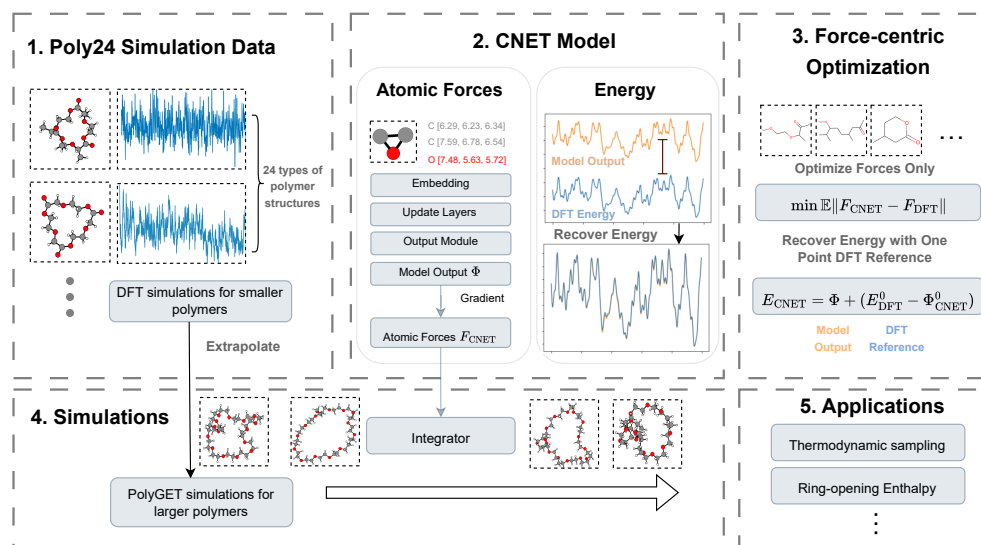 1. Poly24 Simulation Data
24 types of
polymer
structures
DFT simulations for smaller
polymers
Extrapolate
2. CNET Model
Atomic Forces
C [6.29, 6.23, 6.34]
C [7.59, 6.78, 6.54]
O [7.48, 5.63, 5.72]
Embedding
Update Layers
Output Module
Model Output Φ
Gradient
Atomic Forces F_CNET
Energy
Model Output
DFT Energy
Recover Energy
3. Force-centric
Optimization
...
Optimize Forces Only
min 𝔼‖F_CNET − F_DFT‖
Recover Energy with One
Point DFT Reference
E_CNET = Φ + (E⁰_DFT − Φ⁰_CNET)
Model
Output
DFT
Reference
4. Simulations
Integrator
PolyGET simulations for
larger polymers
5. Applications
Thermodynamic sampling
Ring-opening Enthalpy